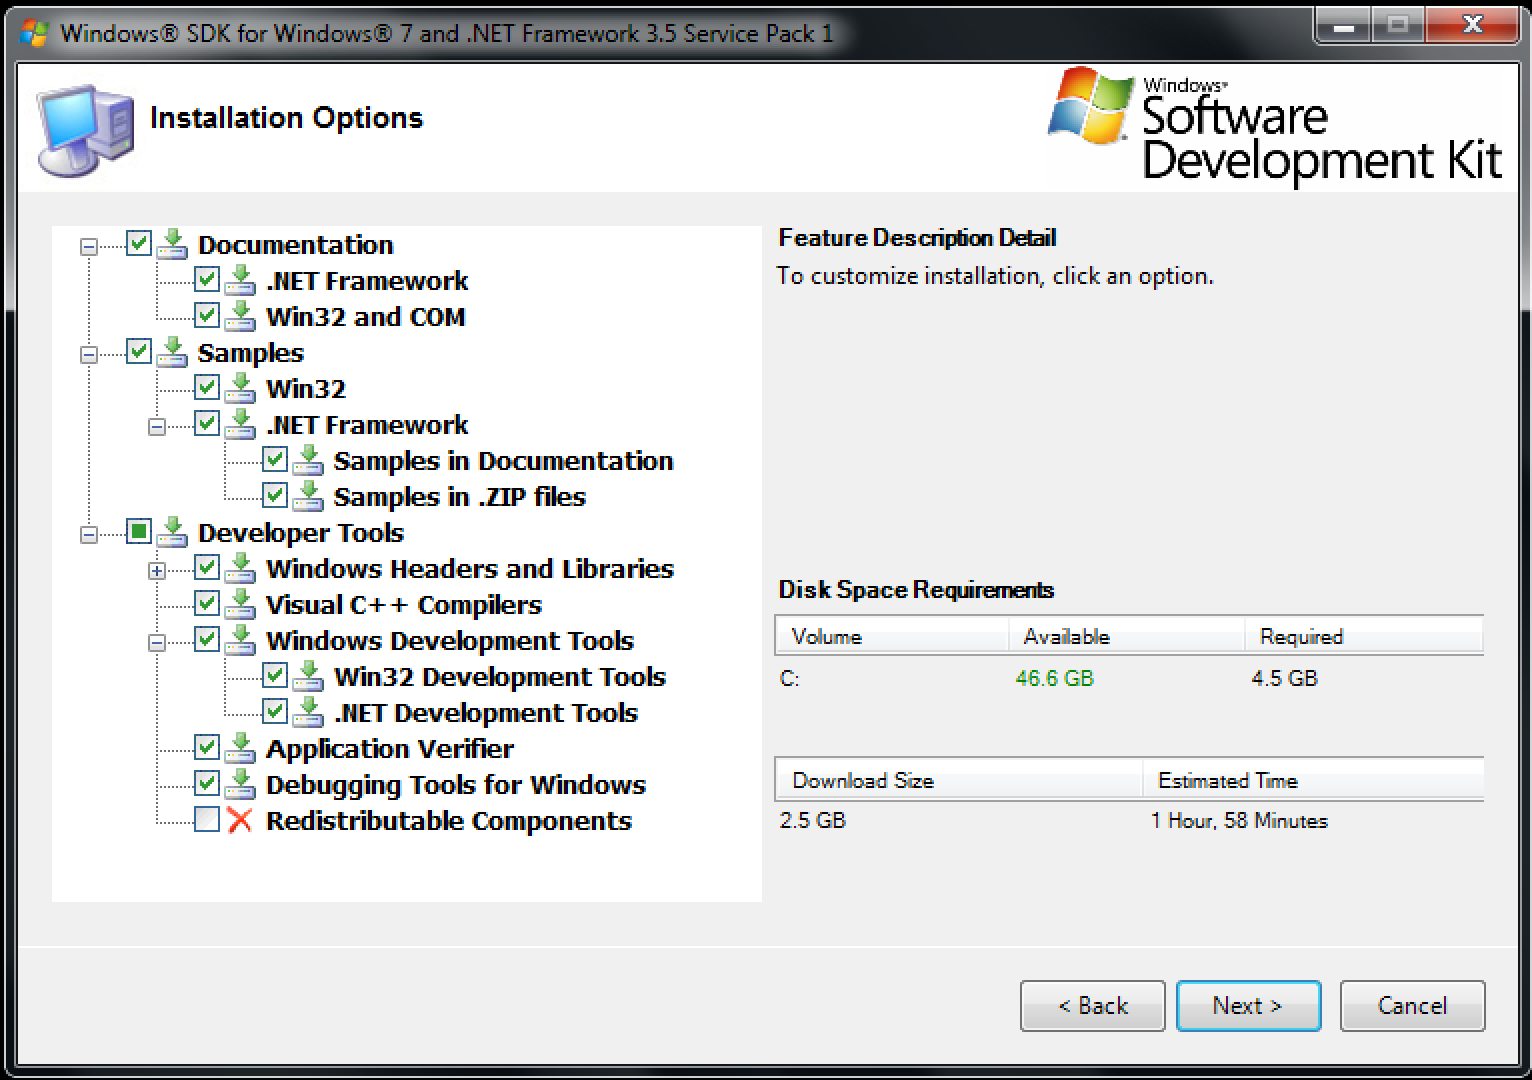 Windows® SDK for Windows® 7 and .NET Framework 3.5 Service Pack 1
Installation Options
Windows®
Software
Development Kit
Documentation
.NET Framework
Win32 and COM
Samples
Win32
.NET Framework
Samples in Documentation
Samples in .ZIP files
Developer Tools
Windows Headers and Libraries
Visual C++ Compilers
Windows Development Tools
Win32 Development Tools
.NET Development Tools
Application Verifier
Debugging Tools for Windows
Redistributable Components
Feature Description Detail
To customize installation, click an option.
Disk Space Requirements
Volume Available Required
C: 46.6 GB 4.5 GB
Download Size Estimated Time
2.5 GB 1 Hour, 58 Minutes
< Back Next > Cancel